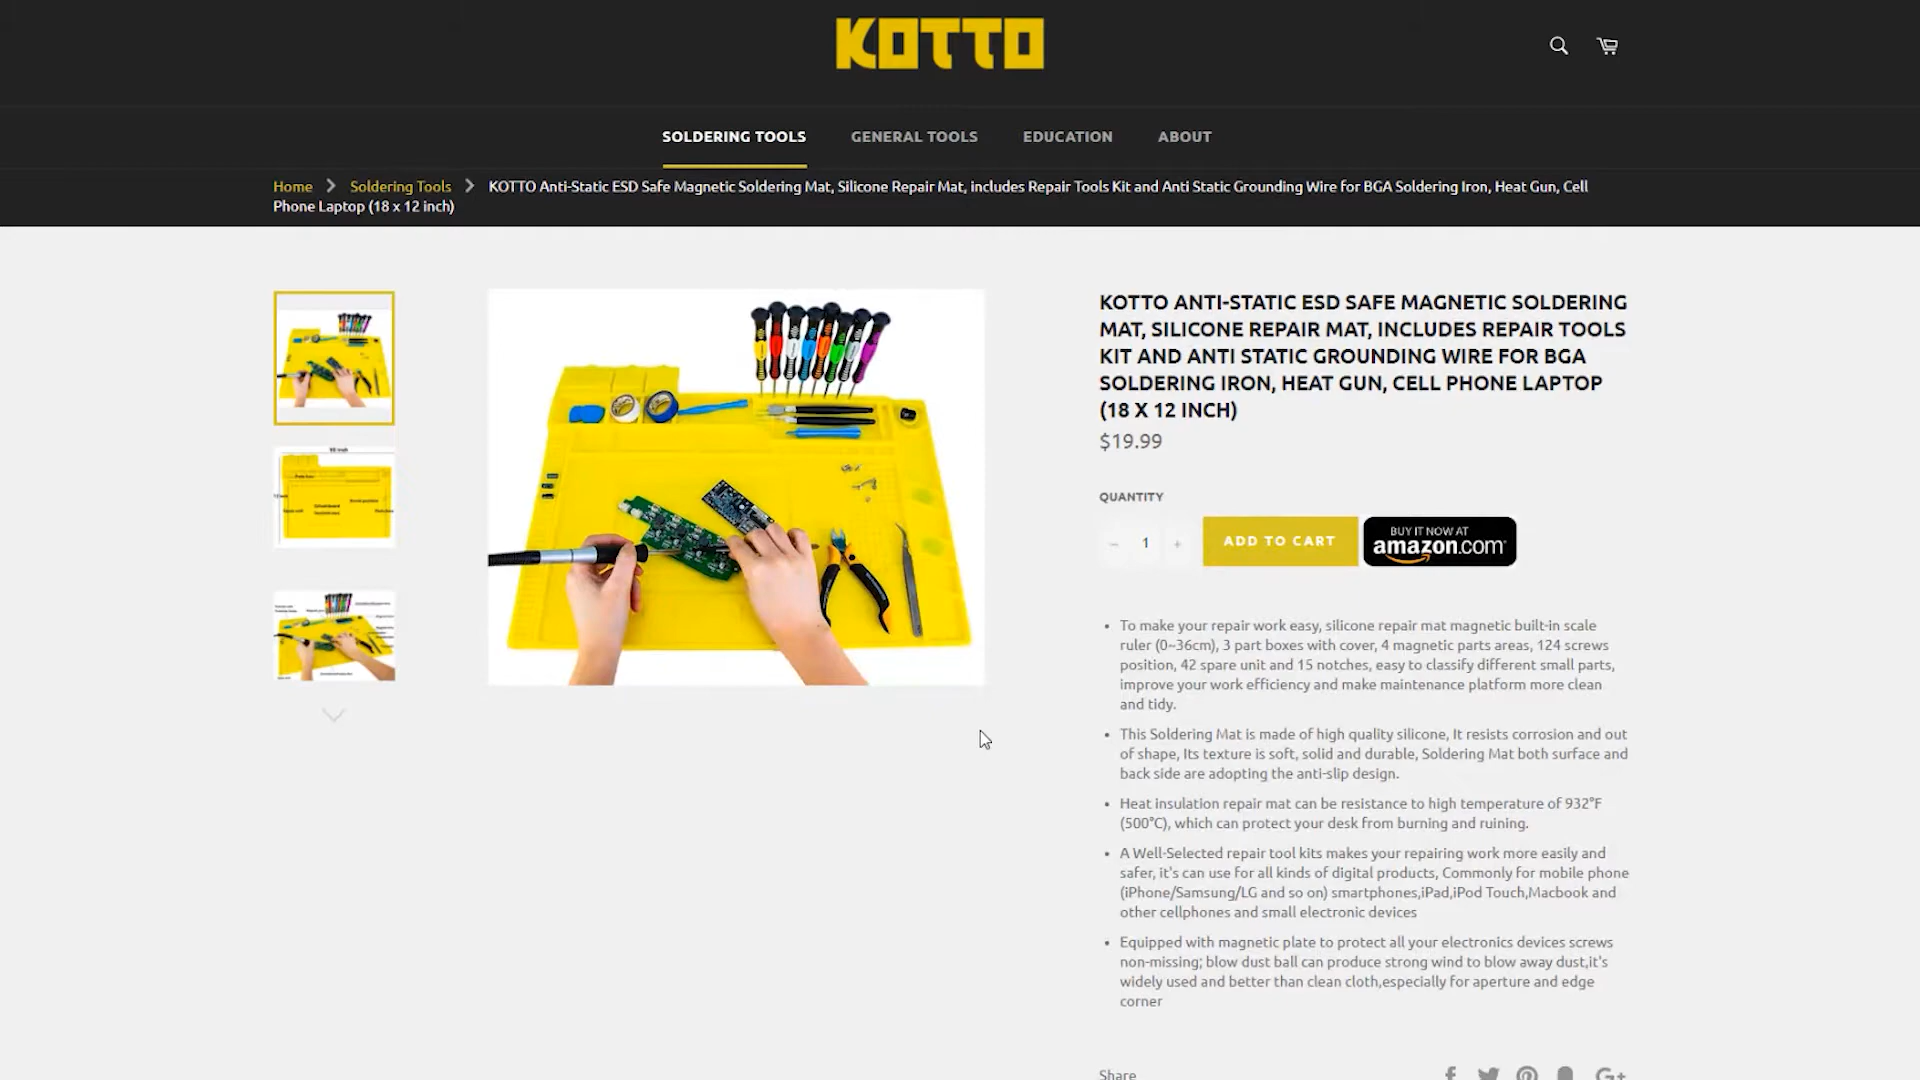 KOTTO
SOLDERING TOOLS
GENERAL TOOLS
EDUCATION
ABOUT
Home
Soldering Tools
KOTTO Anti-Static ESD Safe Magnetic Soldering Mat, Silicone Repair Mat, includes Repair Tools Kit and Anti Static Grounding Wire for BGA Soldering Iron, Heat Gun, Cell
Phone Laptop (18 x 12 inch)
KOTTO ANTI-STATIC ESD SAFE MAGNETIC SOLDERING
MAT, SILICONE REPAIR MAT, INCLUDES REPAIR TOOLS
KIT AND ANTI STATIC GROUNDING WIRE FOR BGA
SOLDERING IRON, HEAT GUN, CELL PHONE LAPTOP
(18 X 12 INCH)
$19.99
QUANTITY
− 1 +
ADD TO CART
BUY IT NOW AT
amazon.com
• To make your repair work easy, silicone repair mat magnetic built-in scale
ruler (0~36cm), 3 part boxes with cover, 4 magnetic parts areas, 124 screws
position, 42 spare unit and 15 notches, easy to classify different small parts,
improve your work efficiency and make maintenance platform more clean
and tidy.
• This Soldering Mat is made of high quality silicone, It resists corrosion and out
of shape, Its texture is soft, solid and durable, Soldering Mat both surface and
back side are adopting the anti-slip design.
• Heat insulation repair mat can be resistance to high temperature of 932°F
(500°C), which can protect your desk from burning and ruining.
• A Well-Selected repair tool kits makes your repairing work more easily and
safer, it's can use for all kinds of digital products, Commonly for mobile phone
(iPhone/Samsung/LG and so on) smartphones,iPad,iPod Touch,Macbook and
other cellphones and small electronic devices
• Equipped with magnetic plate to protect all your electronics devices screws
non-missing; blow dust ball can produce strong wind to blow away dust,it's
widely used and better than clean cloth,especially for aperture and edge
corner
Share